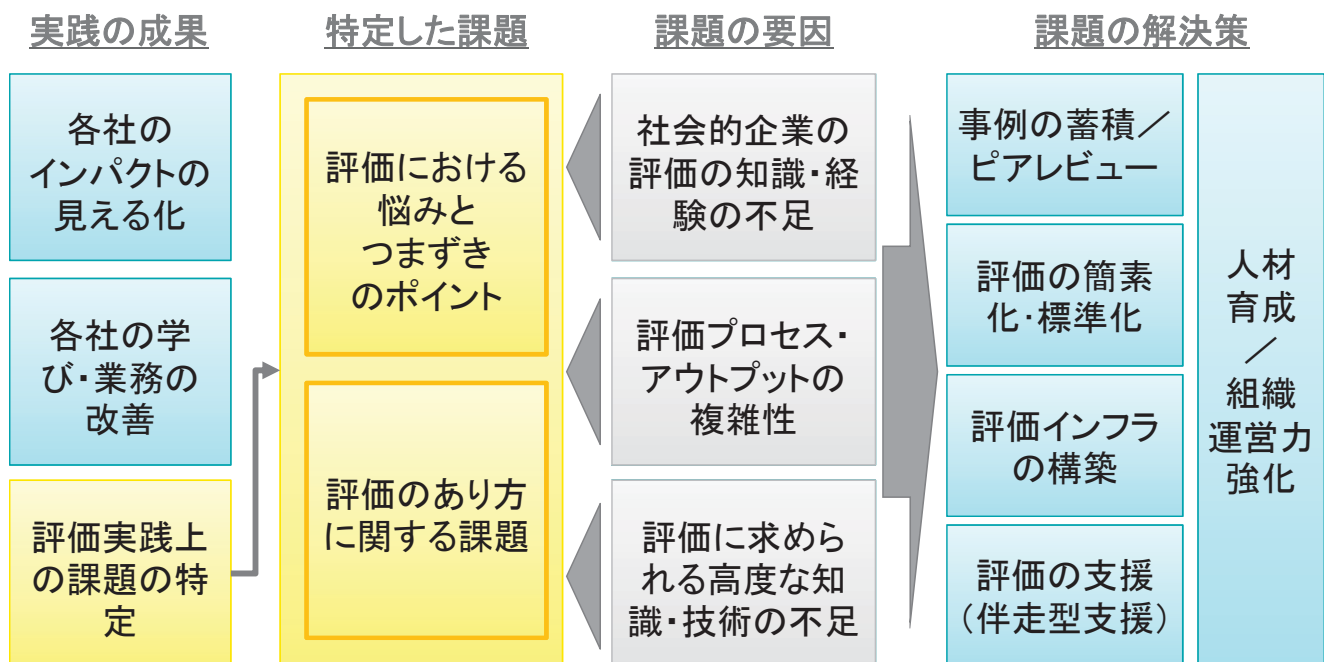 実践の成果
特定した課題
課題の要因
課題の解決策
各社の
インパクトの
見える化
各社の学
び・業務の
改善
評価実践上
の課題の特
定
評価における
悩みと
つまずき
のポイント
評価のあり方
に関する課題
社会的企業の
評価の知識・経
験の不足
評価プロセス・
アウトプットの
複雑性
評価に求めら
れる高度な知
識・技術の不足
事例の蓄積／
ピアレビュー
評価の簡素
化・標準化
評価インフラ
の構築
評価の支援
（伴走型支援）
人材
育成
／
組織
運営力
強化